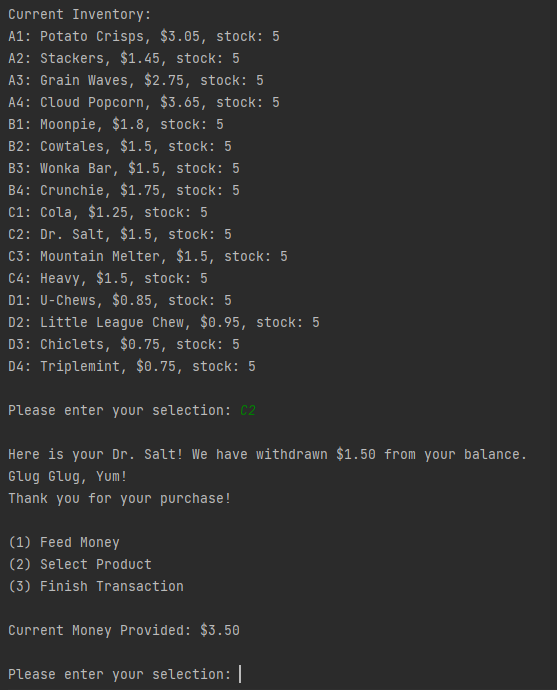 Current Inventory:
A1: Potato Crisps, $3.05, stock: 5
A2: Stackers, $1.45, stock: 5
A3: Grain Waves, $2.75, stock: 5
A4: Cloud Popcorn, $3.65, stock: 5
B1: Moonpie, $1.8, stock: 5
B2: Cowtales, $1.5, stock: 5
B3: Wonka Bar, $1.5, stock: 5
B4: Crunchie, $1.75, stock: 5
C1: Cola, $1.25, stock: 5
C2: Dr. Salt, $1.5, stock: 5
C3: Mountain Melter, $1.5, stock: 5
C4: Heavy, $1.5, stock: 5
D1: U-Chews, $0.85, stock: 5
D2: Little League Chew, $0.95, stock: 5
D3: Chiclets, $0.75, stock: 5
D4: Triplemint, $0.75, stock: 5
Please enter your selection: C2
Here is your Dr. Salt! We have withdrawn $1.50 from your balance.
Glug Glug, Yum!
Thank you for your purchase!
(1) Feed Money
(2) Select Product
(3) Finish Transaction
Current Money Provided: $3.50
Please enter your selection: